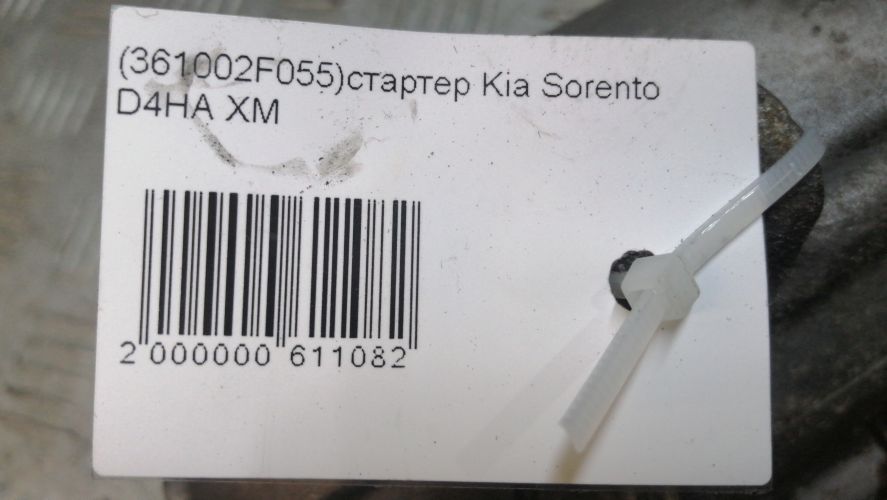 (361002F055)стартер Kia Sorento
D4HA XM
2 000000 611082